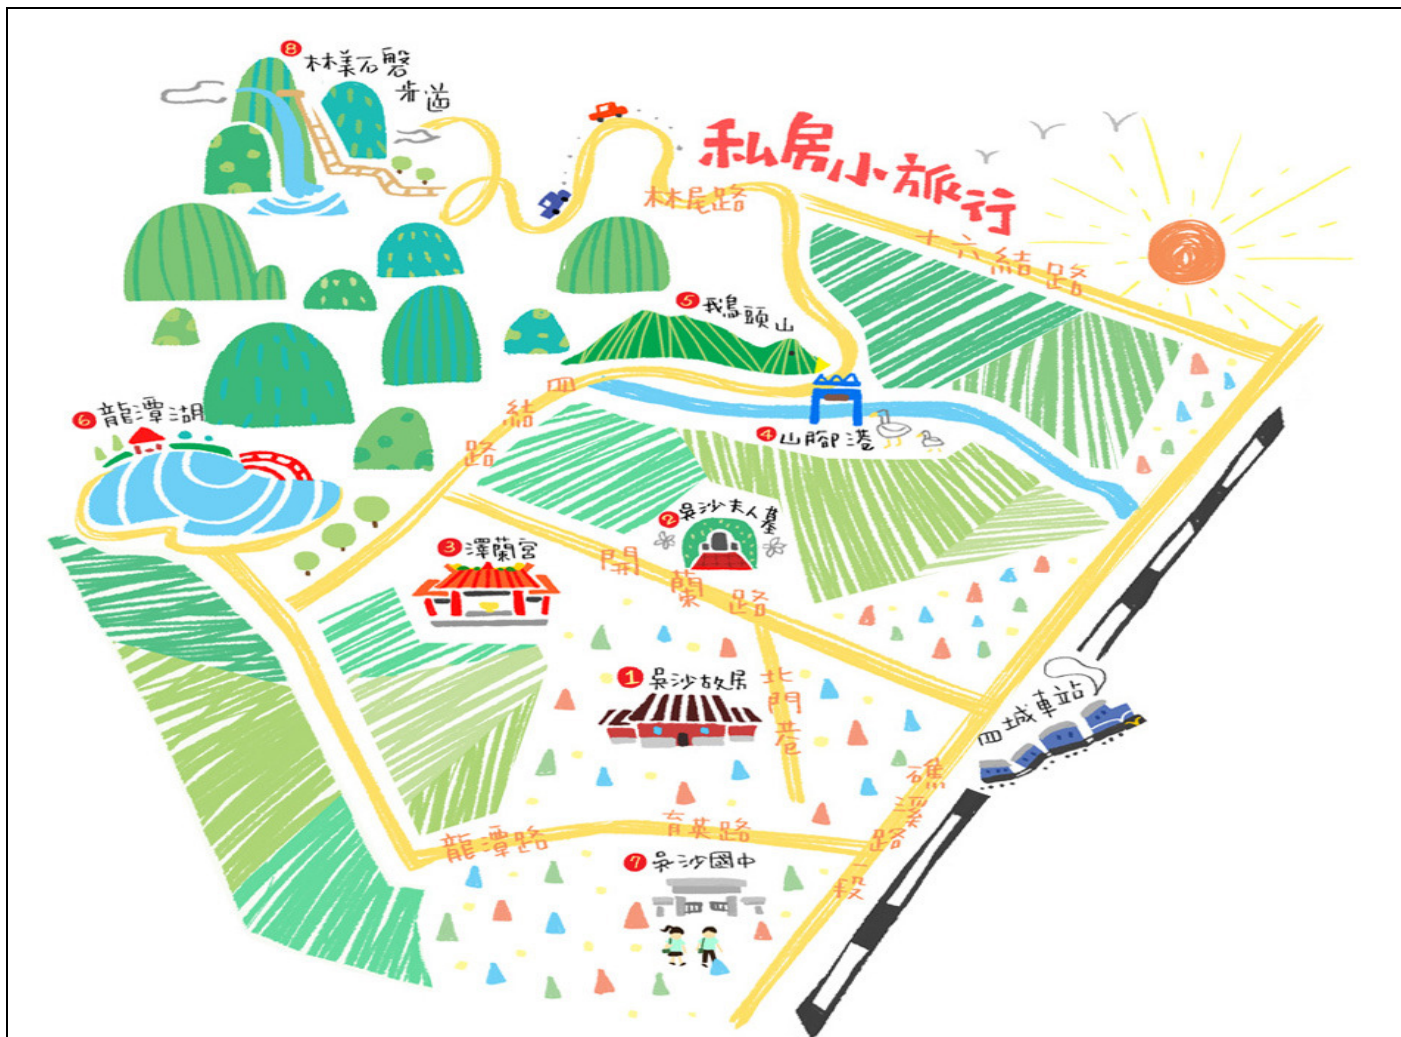 8 林美石磐
步道
私房小旅行
林尾路
十六結路
5 鵝頭山
四結路
6 龍潭湖
4 山腳港
2 吳沙夫人墓
3 澤蘭宮
開蘭路
1 吳沙故居
北門巷
四城車站
礁溪路一段
龍潭路
育英路
7 吳沙國中